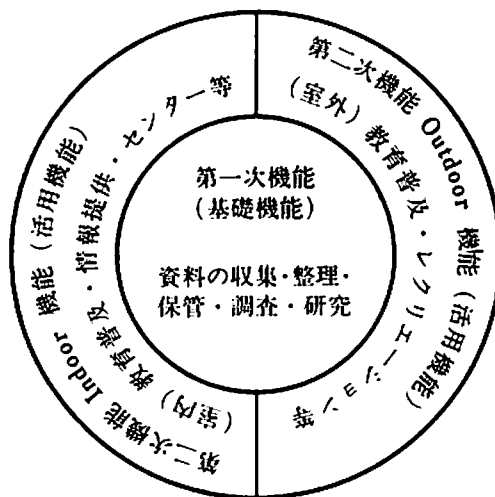 第一次機能
(基礎機能)
資料の収集・整理・
保管・調査・研究
第二次機能 Indoor 機能 (活用機能)
(室内) 教育普及・情報提供・センター等
第二次機能 Outdoor 機能 (活用機能)
(室外) 教育普及・レクリエーション等